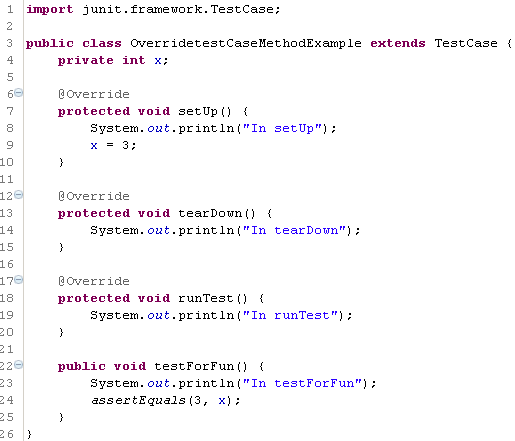 1 import junit.framework.TestCase;
2
3 public class OverridetestCaseMethodExample extends TestCase {
4     private int x;
5
6     @Override
7     protected void setUp() {
8         System.out.println("In setUp");
9         x = 3;
10     }
11
12     @Override
13     protected void tearDown() {
14         System.out.println("In tearDown");
15     }
16
17     @Override
18     protected void runTest() {
19         System.out.println("In runTest");
20     }
21
22     public void testForFun() {
23         System.out.println("In testForFun");
24         assertEquals(3, x);
25     }
26 }